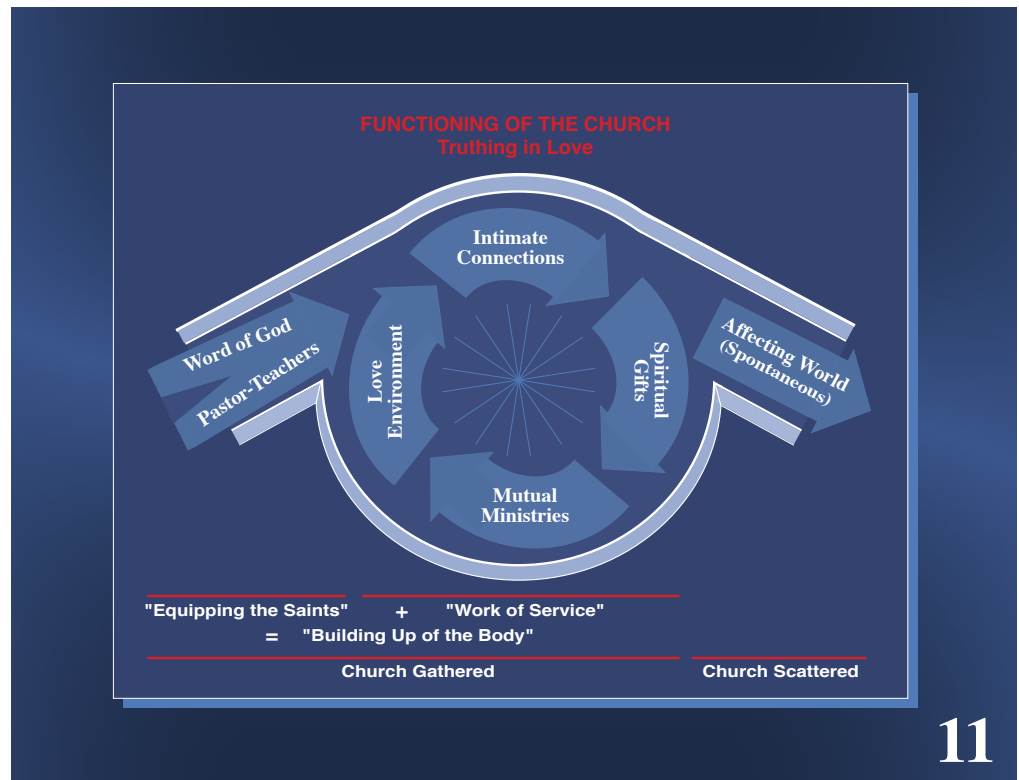 FUNCTIONING OF THE CHURCH
Truthing in Love
Intimate
Connections
Word of God
Pastor-Teachers
Love
Environment
Spiritual
Gifts
Affecting World
(Spontaneous)
Mutual
Ministries
"Equipping the Saints" + "Work of Service"
= "Building Up of the Body"
Church Gathered
Church Scattered
11